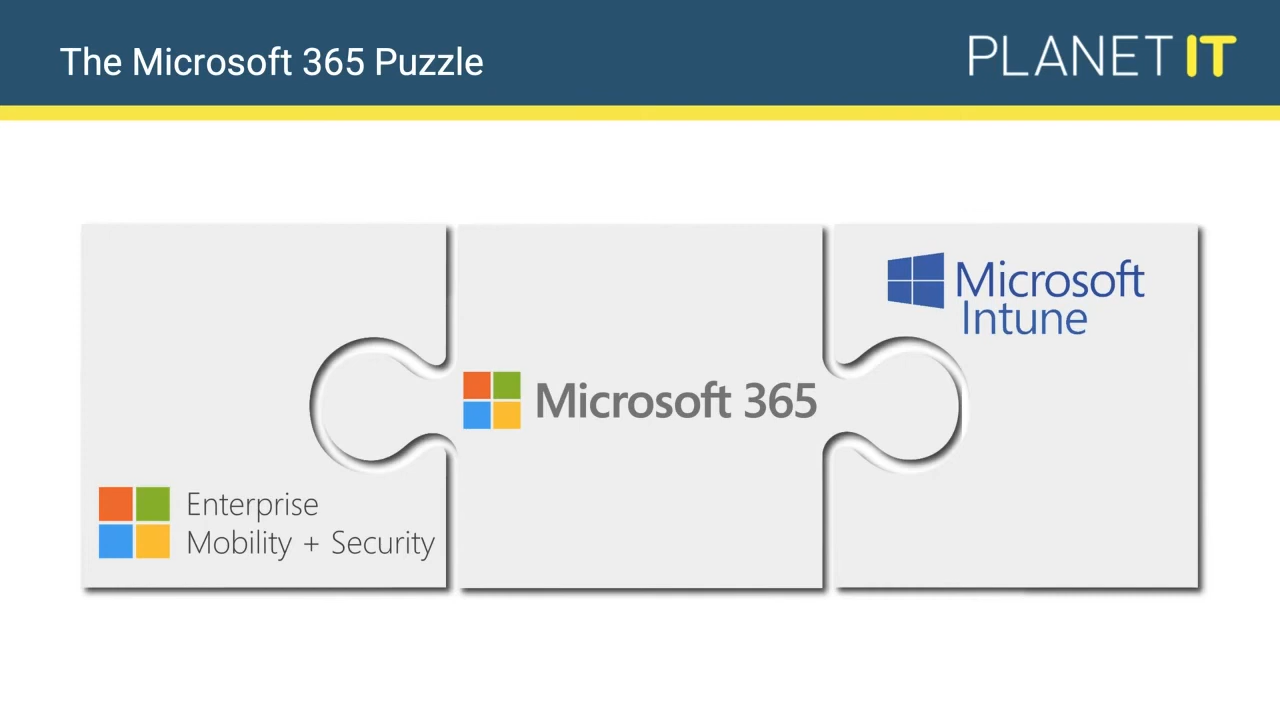 The Microsoft 365 Puzzle
PLANET IT
Microsoft
Intune
Microsoft 365
Enterprise
Mobility + Security